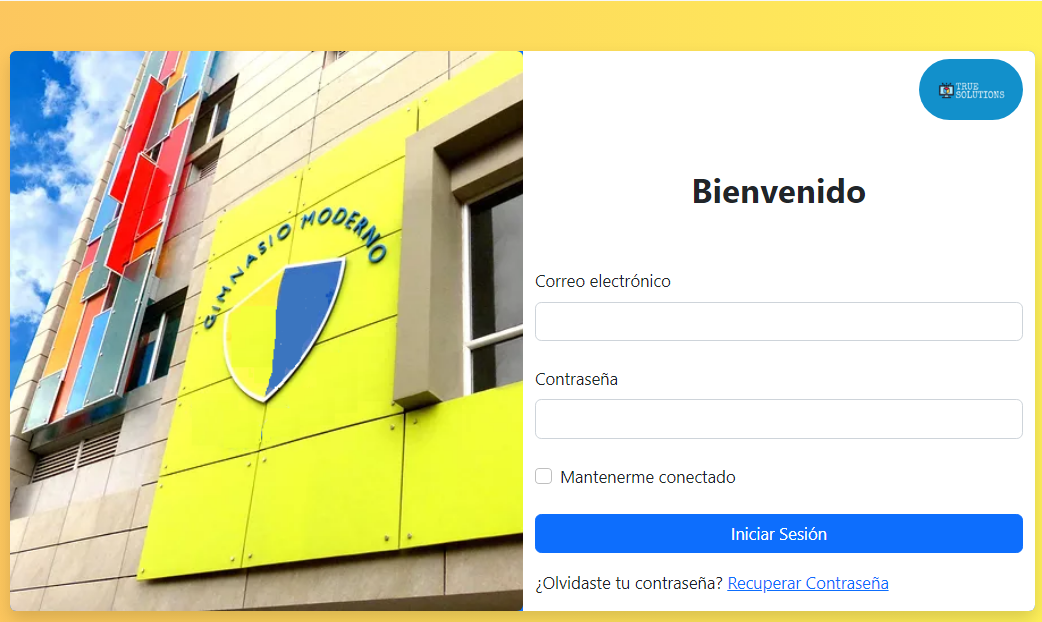 GIMNASIO MODERNO
TRUE
SOLUTIONS
Bienvenido
Correo electrónico
Contraseña
Mantenerme conectado
Iniciar Sesión
¿Olvidaste tu contraseña? Recuperar Contraseña